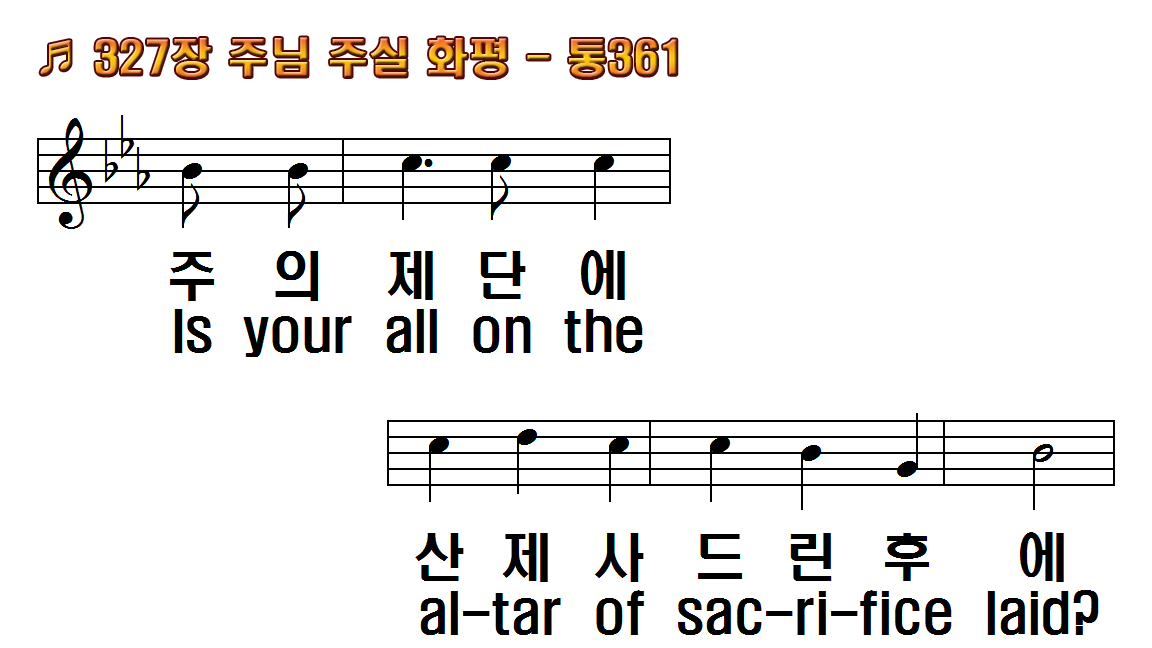 ♬ 327장 주님 주실 화평 - 통361
주 의 제 단 에
Is your all on the
산 제 사 드 린 후 에
al-tar of sac-ri-fice laid?